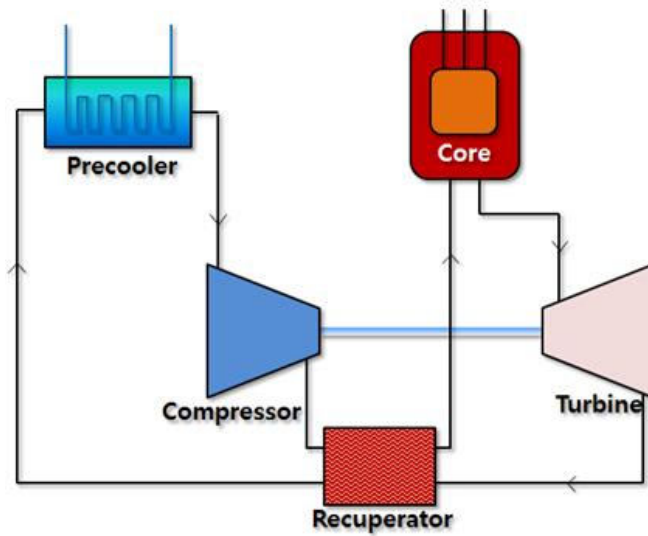 Precooler
Core
Compressor
Turbine
Recuperator